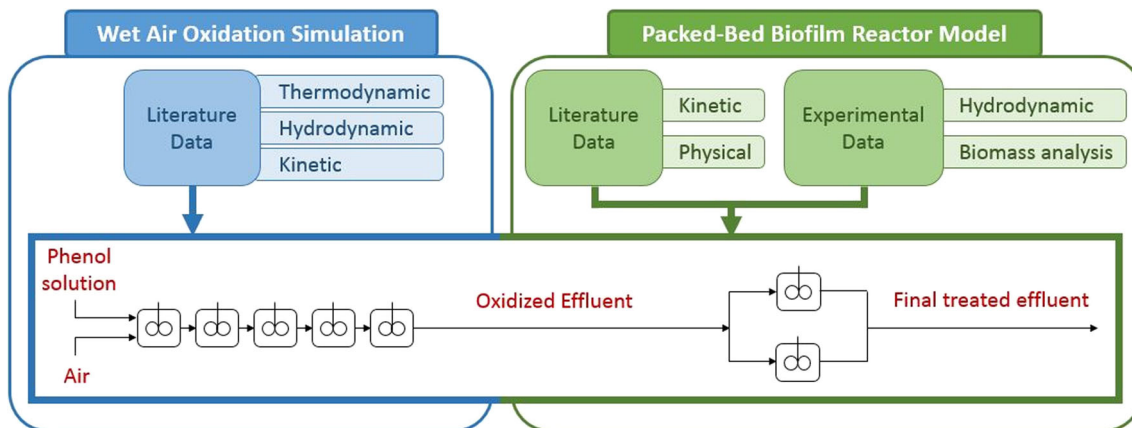 Wet Air Oxidation Simulation
Packed-Bed Biofilm Reactor Model
Literature
Data
Thermodynamic
Hydrodynamic
Kinetic
Literature
Data
Kinetic
Physical
Experimental
Data
Hydrodynamic
Biomass analysis
Phenol
solution
Air
Oxidized Effluent
Final treated effluent